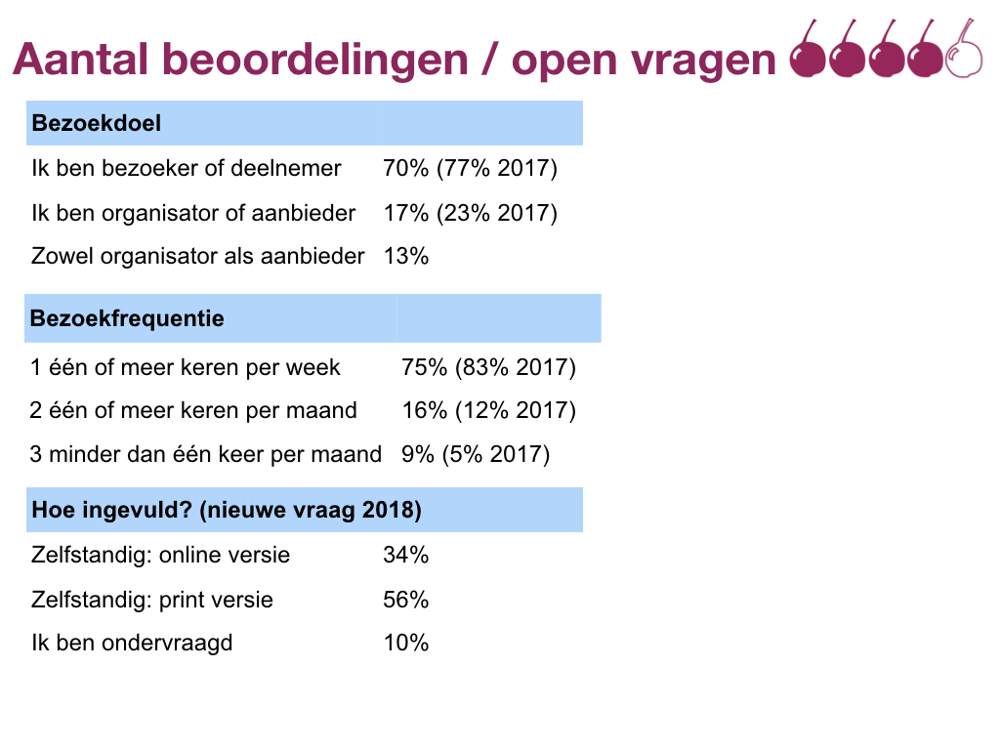 Aantal beoordelingen / open vragen
Bezoekdoel
Ik ben bezoeker of deelnemer 70% (77% 2017)
Ik ben organisator of aanbieder 17% (23% 2017)
Zowel organisator als aanbieder 13%
Bezoekfrequentie
1 één of meer keren per week 75% (83% 2017)
2 één of meer keren per maand 16% (12% 2017)
3 minder dan één keer per maand 9% (5% 2017)
Hoe ingevuld? (nieuwe vraag 2018)
Zelfstandig: online versie 34%
Zelfstandig: print versie 56%
Ik ben ondervraagd 10%